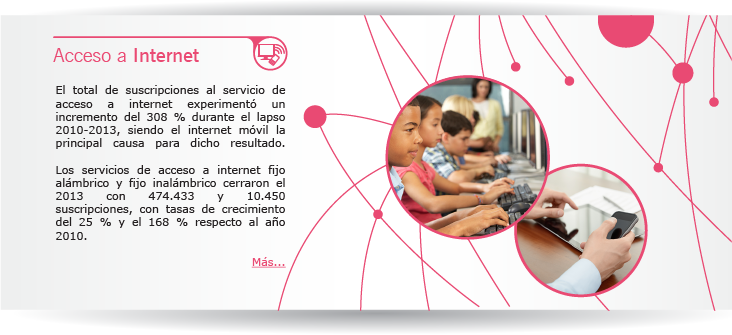 Acceso a Internet
El total de suscripciones al servicio de
acceso a internet experimentó un
incremento del 308 % durante el lapso
2010-2013, siendo el internet móvil la
principal causa para dicho resultado.
Los servicios de acceso a internet fijo
alámbrico y fijo inalámbrico cerraron el
2013 con 474.433 y 10.450
suscripciones, con tasas de crecimiento
del 25 % y el 168 % respecto al año
2010.
Más...